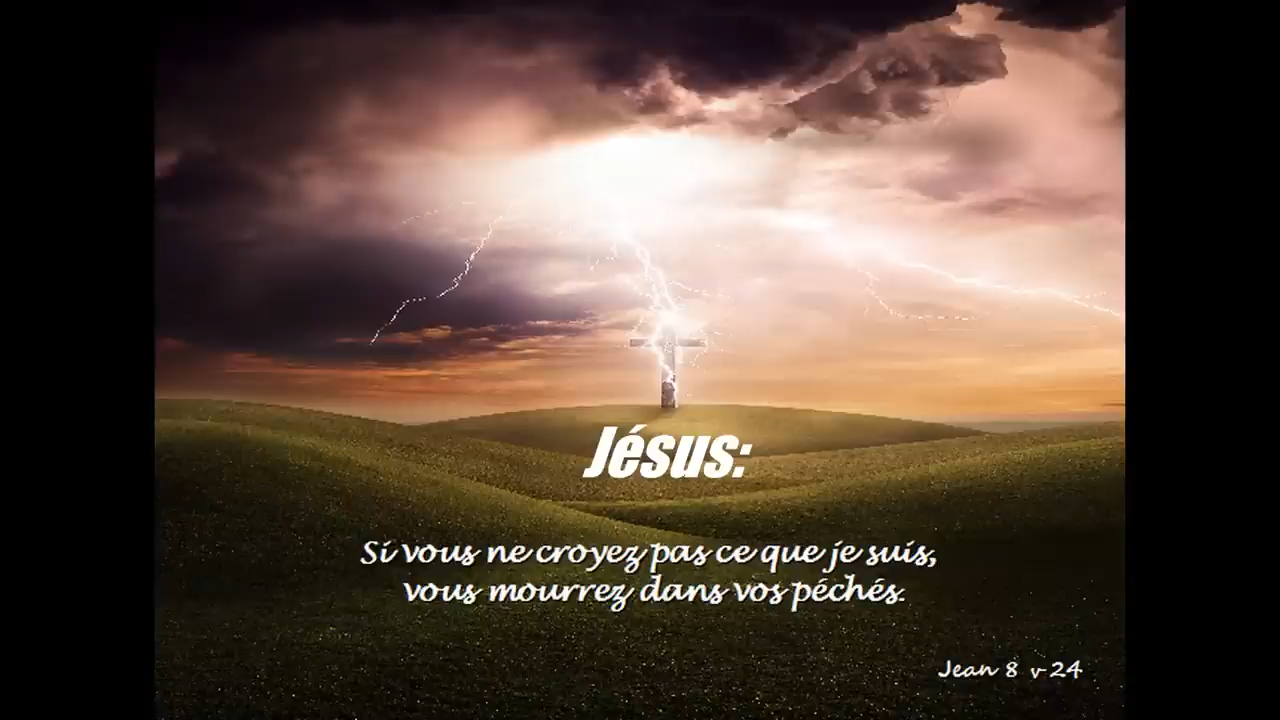 Jésus:
Si vous ne croyez pas ce que je suis,
vous mourrez dans vos péchés.
Jean 8 v 24